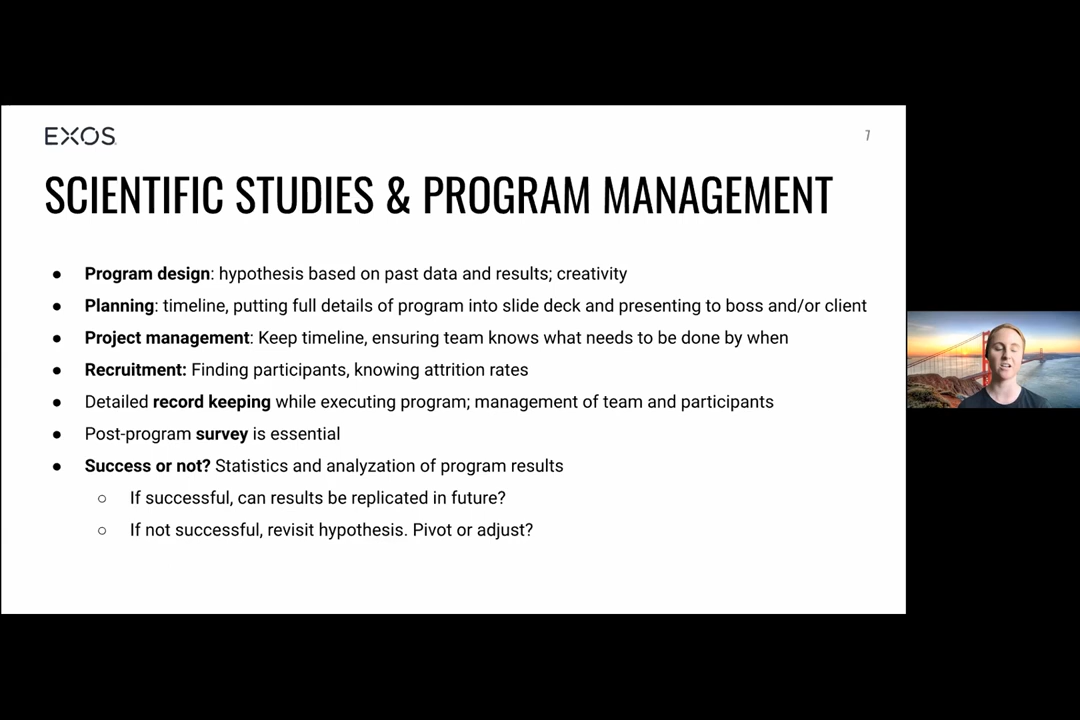 EXOS
7
SCIENTIFIC STUDIES & PROGRAM MANAGEMENT
● Program design: hypothesis based on past data and results; creativity
● Planning: timeline, putting full details of program into slide deck and presenting to boss and/or client
● Project management: Keep timeline, ensuring team knows what needs to be done by when
● Recruitment: Finding participants, knowing attrition rates
● Detailed record keeping while executing program; management of team and participants
● Post-program survey is essential
● Success or not? Statistics and analyzation of program results
○ If successful, can results be replicated in future?
○ If not successful, revisit hypothesis. Pivot or adjust?